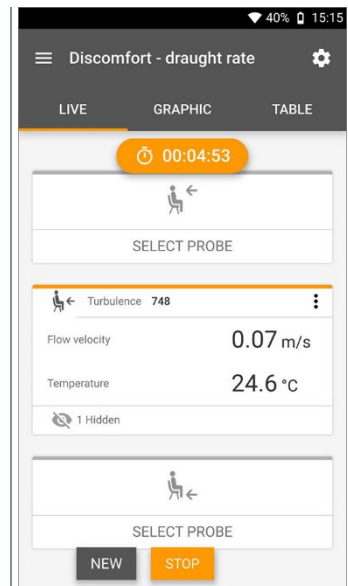 40% 15:15
Discomfort - draught rate
LIVE GRAPHIC TABLE
00:04:53
SELECT PROBE
Turbulence 748
Flow velocity 0.07 m/s
Temperature 24.6 °C
1 Hidden
SELECT PROBE
NEW STOP